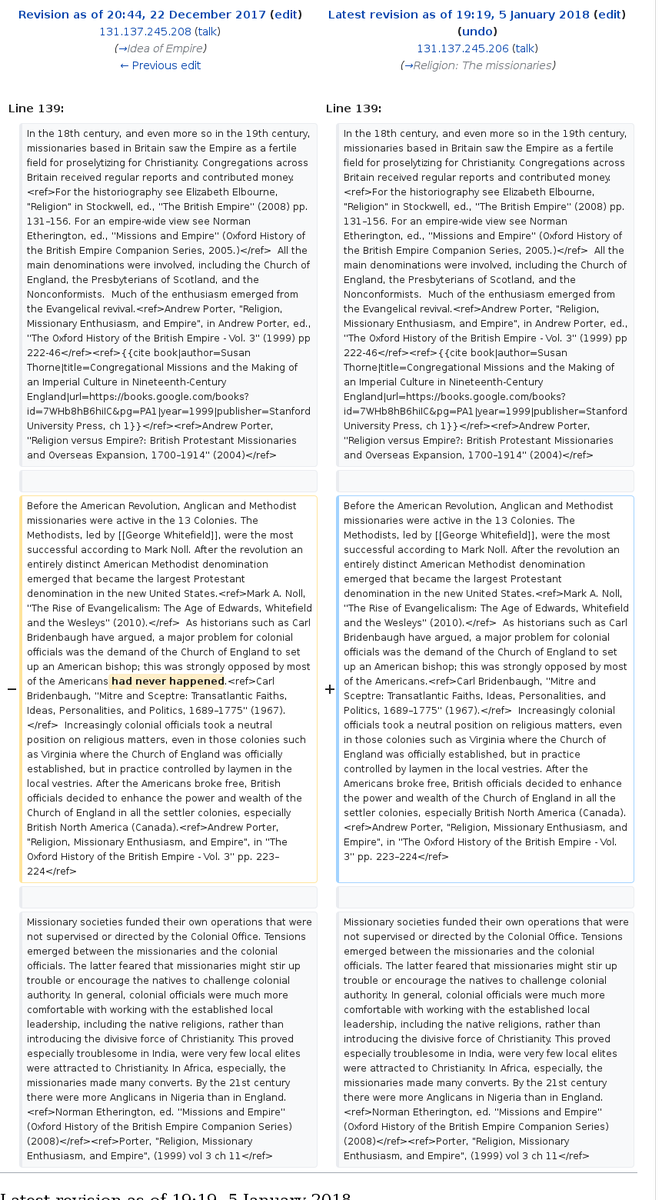 Revision as of 20:44, 22 December 2017 (edit)
131.137.245.208 (talk)
(→Idea of Empire)
← Previous edit
Latest revision as of 19:19, 5 January 2018 (edit)
(undo)
131.137.245.206 (talk)
(→Religion: The missionaries)
Line 139:
Line 139:
In the 18th century, and even more so in the 19th century,
missionaries based in Britain saw the Empire as a fertile
field for proselytizing for Christianity. Congregations across
Britain received regular reports and contributed money.
<ref>For the historiography see Elizabeth Elbourne,
"Religion" in Stockwell, ed., ''The British Empire'' (2008) pp.
131–156. For an empire-wide view see Norman
Etherington, ed., ''Missions and Empire'' (Oxford History of
the British Empire Companion Series, 2005.)</ref>  All the
main denominations were involved, including the Church of
England, the Presbyterians of Scotland, and the
Nonconformists.  Much of the enthusiasm emerged from
the Evangelical revival.<ref>Andrew Porter, "Religion,
Missionary Enthusiasm, and Empire", in Andrew Porter, ed.,
''The Oxford History of the British Empire - Vol. 3'' (1999) pp
222-46</ref><ref>{{cite book|author=Susan
Thorne|title=Congregational Missions and the Making of
an Imperial Culture in Nineteenth-Century
England|url=https://books.google.com/books?
id=7WHb8hB6hiIC&pg=PA1|year=1999|publisher=Stanford
University Press, ch 1}}</ref><ref>Andrew Porter,
''Religion versus Empire?: British Protestant Missionaries
and Overseas Expansion, 1700–1914'' (2004)</ref>
In the 18th century, and even more so in the 19th century,
missionaries based in Britain saw the Empire as a fertile
field for proselytizing for Christianity. Congregations across
Britain received regular reports and contributed money.
<ref>For the historiography see Elizabeth Elbourne,
"Religion" in Stockwell, ed., ''The British Empire'' (2008) pp.
131–156. For an empire-wide view see Norman
Etherington, ed., ''Missions and Empire'' (Oxford History of
the British Empire Companion Series, 2005.)</ref>  All the
main denominations were involved, including the Church of
England, the Presbyterians of Scotland, and the
Nonconformists.  Much of the enthusiasm emerged from
the Evangelical revival.<ref>Andrew Porter, "Religion,
Missionary Enthusiasm, and Empire", in Andrew Porter, ed.,
''The Oxford History of the British Empire - Vol. 3'' (1999) pp
222-46</ref><ref>{{cite book|author=Susan
Thorne|title=Congregational Missions and the Making of
an Imperial Culture in Nineteenth-Century
England|url=https://books.google.com/books?
id=7WHb8hB6hiIC&pg=PA1|year=1999|publisher=Stanford
University Press, ch 1}}</ref><ref>Andrew Porter,
''Religion versus Empire?: British Protestant Missionaries
and Overseas Expansion, 1700–1914'' (2004)</ref>
−
Before the American Revolution, Anglican and Methodist
missionaries were active in the 13 Colonies. The
Methodists, led by [[George Whitefield]], were the most
successful according to Mark Noll. After the revolution an
entirely distinct American Methodist denomination
emerged that became the largest Protestant
denomination in the new United States.<ref>Mark A. Noll,
''The Rise of Evangelicalism: The Age of Edwards, Whitefield
and the Wesleys'' (2010).</ref>  As historians such as Carl
Bridenbaugh have argued, a major problem for colonial
officials was the demand of the Church of England to set
up an American bishop; this was strongly opposed by most
of the Americans had never happened.<ref>Carl
Bridenbaugh, ''Mitre and Sceptre: Transatlantic Faiths,
Ideas, Personalities, and Politics, 1689–1775'' (1967).
</ref>  Increasingly colonial officials took a neutral
position on religious matters, even in those colonies such
as Virginia where the Church of England was officially
established, but in practice controlled by laymen in the
local vestries. After the Americans broke free, British
officials decided to enhance the power and wealth of the
Church of England in all the settler colonies, especially
British North America (Canada).<ref>Andrew Porter,
"Religion, Missionary Enthusiasm, and Empire", in ''The
Oxford History of the British Empire - Vol. 3'' pp. 223–
224</ref>
+
Before the American Revolution, Anglican and Methodist
missionaries were active in the 13 Colonies. The
Methodists, led by [[George Whitefield]], were the most
successful according to Mark Noll. After the revolution an
entirely distinct American Methodist denomination
emerged that became the largest Protestant
denomination in the new United States.<ref>Mark A. Noll,
''The Rise of Evangelicalism: The Age of Edwards, Whitefield
and the Wesleys'' (2010).</ref>  As historians such as Carl
Bridenbaugh have argued, a major problem for colonial
officials was the demand of the Church of England to set
up an American bishop; this was strongly opposed by most
of the Americans.<ref>Carl Bridenbaugh, ''Mitre and
Sceptre: Transatlantic Faiths, Ideas, Personalities, and
Politics, 1689–1775'' (1967).</ref>  Increasingly colonial
officials took a neutral position on religious matters, even
in those colonies such as Virginia where the Church of
England was officially established, but in practice
controlled by laymen in the local vestries. After the
Americans broke free, British officials decided to enhance
the power and wealth of the Church of England in all the
settler colonies, especially British North America (Canada).
<ref>Andrew Porter, "Religion, Missionary Enthusiasm, and
Empire", in ''The Oxford History of the British Empire - Vol.
3'' pp. 223–224</ref>
Missionary societies funded their own operations that were
not supervised or directed by the Colonial Office. Tensions
emerged between the missionaries and the colonial
officials. The latter feared that missionaries might stir up
trouble or encourage the natives to challenge colonial
authority. In general, colonial officials were much more
comfortable with working with the established local
leadership, including the native religions, rather than
introducing the divisive force of Christianity. This proved
especially troublesome in India, were very few local elites
were attracted to Christianity. In Africa, especially, the
missionaries made many converts. By the 21st century
there were more Anglicans in Nigeria than in England.
<ref>Norman Etherington, ed. ''Missions and Empire''
(Oxford History of the British Empire Companion Series)
(2008)</ref><ref>Porter, "Religion, Missionary
Enthusiasm, and Empire", (1999) vol 3 ch 11</ref>
Missionary societies funded their own operations that were
not supervised or directed by the Colonial Office. Tensions
emerged between the missionaries and the colonial
officials. The latter feared that missionaries might stir up
trouble or encourage the natives to challenge colonial
authority. In general, colonial officials were much more
comfortable with working with the established local
leadership, including the native religions, rather than
introducing the divisive force of Christianity. This proved
especially troublesome in India, were very few local elites
were attracted to Christianity. In Africa, especially, the
missionaries made many converts. By the 21st century
there were more Anglicans in Nigeria than in England.
<ref>Norman Etherington, ed. ''Missions and Empire''
(Oxford History of the British Empire Companion Series)
(2008)</ref><ref>Porter, "Religion, Missionary
Enthusiasm, and Empire", (1999) vol 3 ch 11</ref>
Latest revision as of 19:19, 5 January 2018